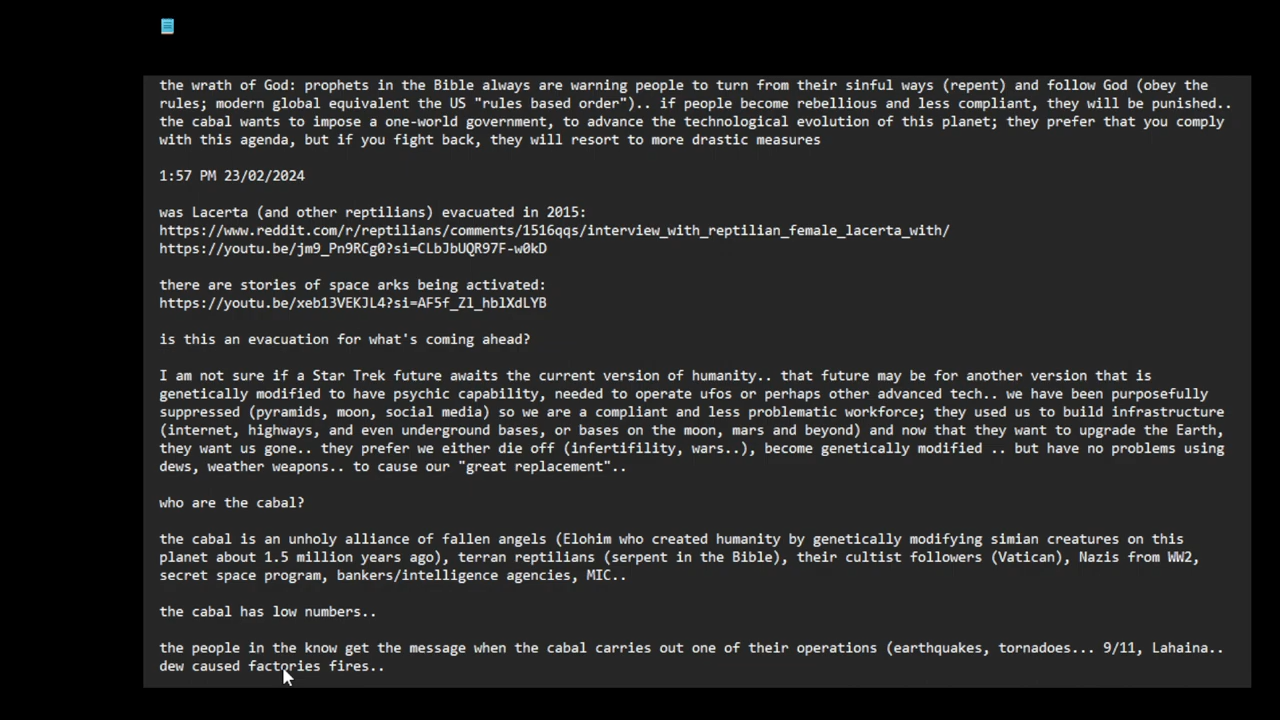 the wrath of God: prophets in the Bible always are warning people to turn from their sinful ways (repent) and follow God (obey the
rules; modern global equivalent the US "rules based order").. if people become rebellious and less compliant, they will be punished..
the cabal wants to impose a one-world government, to advance the technological evolution of this planet; they prefer that you comply
with this agenda, but if you fight back, they will resort to more drastic measures
1:57 PM 23/02/2024
was Lacerta (and other reptilians) evacuated in 2015:
https://www.reddit.com/r/reptilians/comments/1516qqs/interview_with_reptilian_female_lacerta_with/
https://youtu.be/jm9_Pn9RCg0?si=CLbJbUQR97F-w0kD
there are stories of space arks being activated:
https://youtu.be/xeb13VEKJL4?si=AF5f_Zl_hblXdLYB
is this an evacuation for what's coming ahead?
I am not sure if a Star Trek future awaits the current version of humanity.. that future may be for another version that is
genetically modified to have psychic capability, needed to operate ufos or perhaps other advanced tech.. we have been purposefully
suppressed (pyramids, moon, social media) so we are a compliant and less problematic workforce; they used us to build infrastructure
(internet, highways, and even underground bases, or bases on the moon, mars and beyond) and now that they want to upgrade the Earth,
they want us gone.. they prefer we either die off (infertifility, wars..), become genetically modified .. but have no problems using
dews, weather weapons.. to cause our "great replacement"..
who are the cabal?
the cabal is an unholy alliance of fallen angels (Elohim who created humanity by genetically modifying simian creatures on this
planet about 1.5 million years ago), terran reptilians (serpent in the Bible), their cultist followers (Vatican), Nazis from WW2,
secret space program, bankers/intelligence agencies, MIC..
the cabal has low numbers..
the people in the know get the message when the cabal carries out one of their operations (earthquakes, tornadoes... 9/11, Lahaina..
dew caused factories fires..